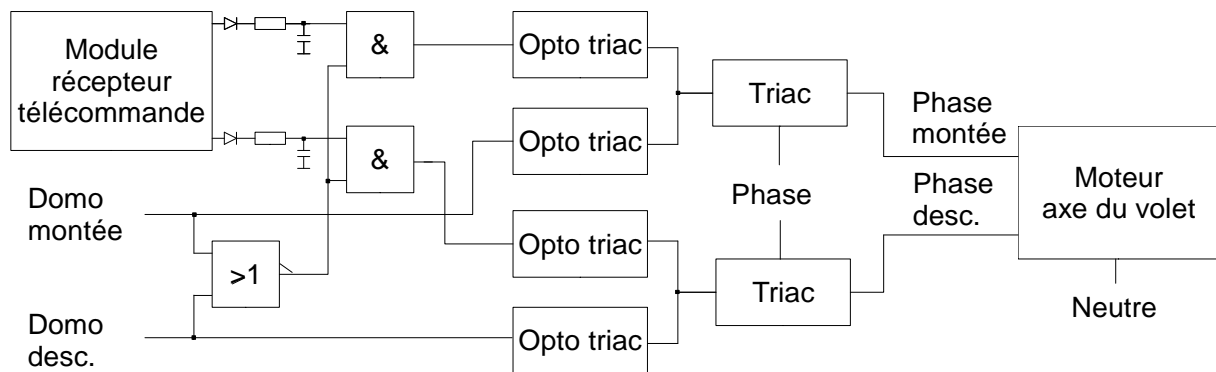 Module
récepteur
télécommande
&
&
Opto triac
Opto triac
Opto triac
Opto triac
Triac
Phase
Triac
Phase
montée
Phase
desc.
Moteur
axe du volet
Neutre
Domo
montée
>1
Domo
desc.